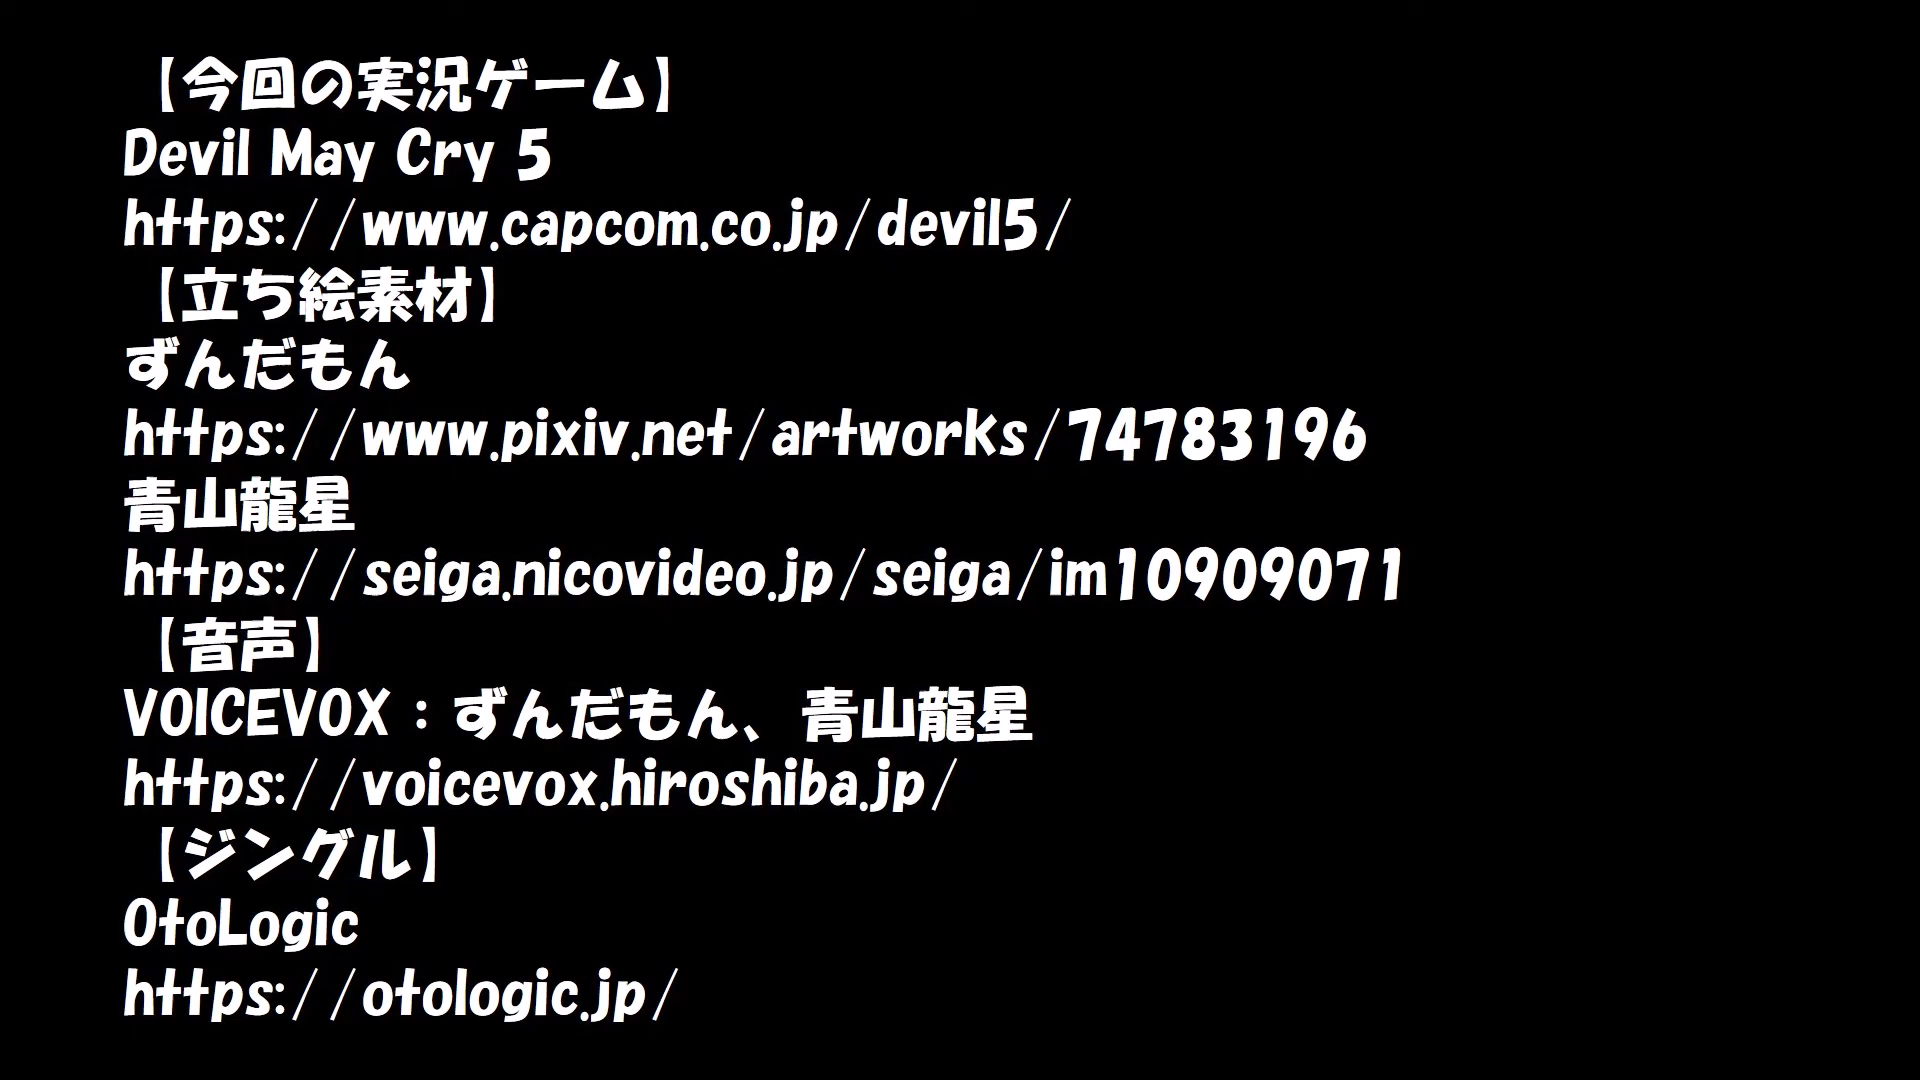 【今回の実況ゲーム】
Devil May Cry 5
https://www.capcom.co.jp/devil5/
【立ち絵素材】
ずんだもん
https://www.pixiv.net/artworks/74783196
青山龍星
https://seiga.nicovideo.jp/seiga/im10909071
【音声】
VOICEVOX：ずんだもん、青山龍星
https://voicevox.hiroshiba.jp/
【ジングル】
OtoLogic
https://otologic.jp/